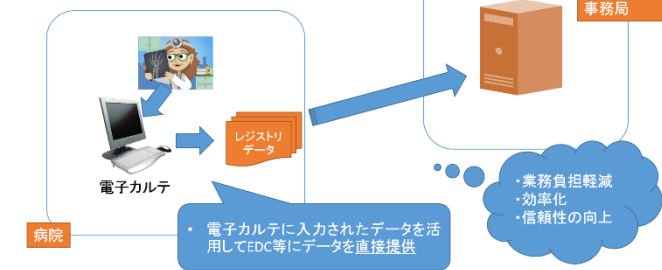 事務局
レジストリ
データ
電子カルテ
・業務負担軽減
・効率化
・信頼性の向上
• 電子カルテに入力されたデータを活
用してEDC等にデータを直接提供
病院